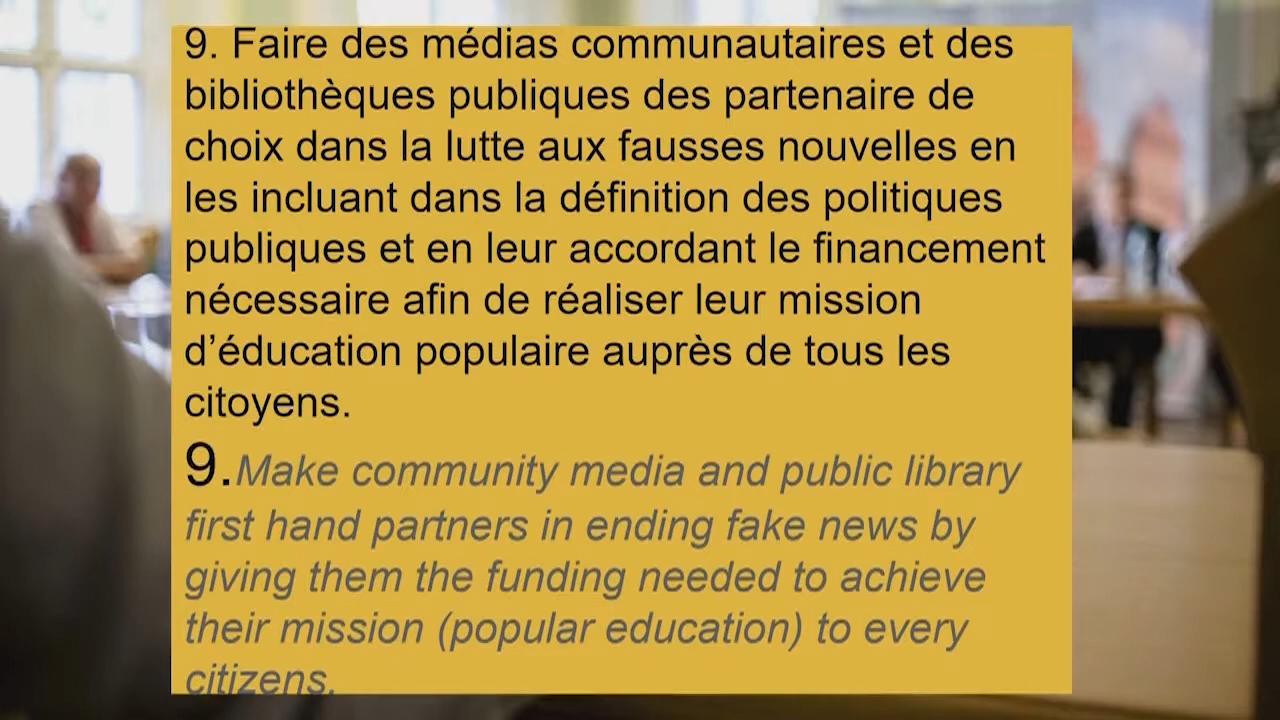 9. Faire des médias communautaires et des
bibliothèques publiques des partenaire de
choix dans la lutte aux fausses nouvelles en
les incluant dans la définition des politiques
publiques et en leur accordant le financement
nécessaire afin de réaliser leur mission
d’éducation populaire auprès de tous les
citoyens.
9.Make community media and public library
first hand partners in ending fake news by
giving them the funding needed to achieve
their mission (popular education) to every
citizens.